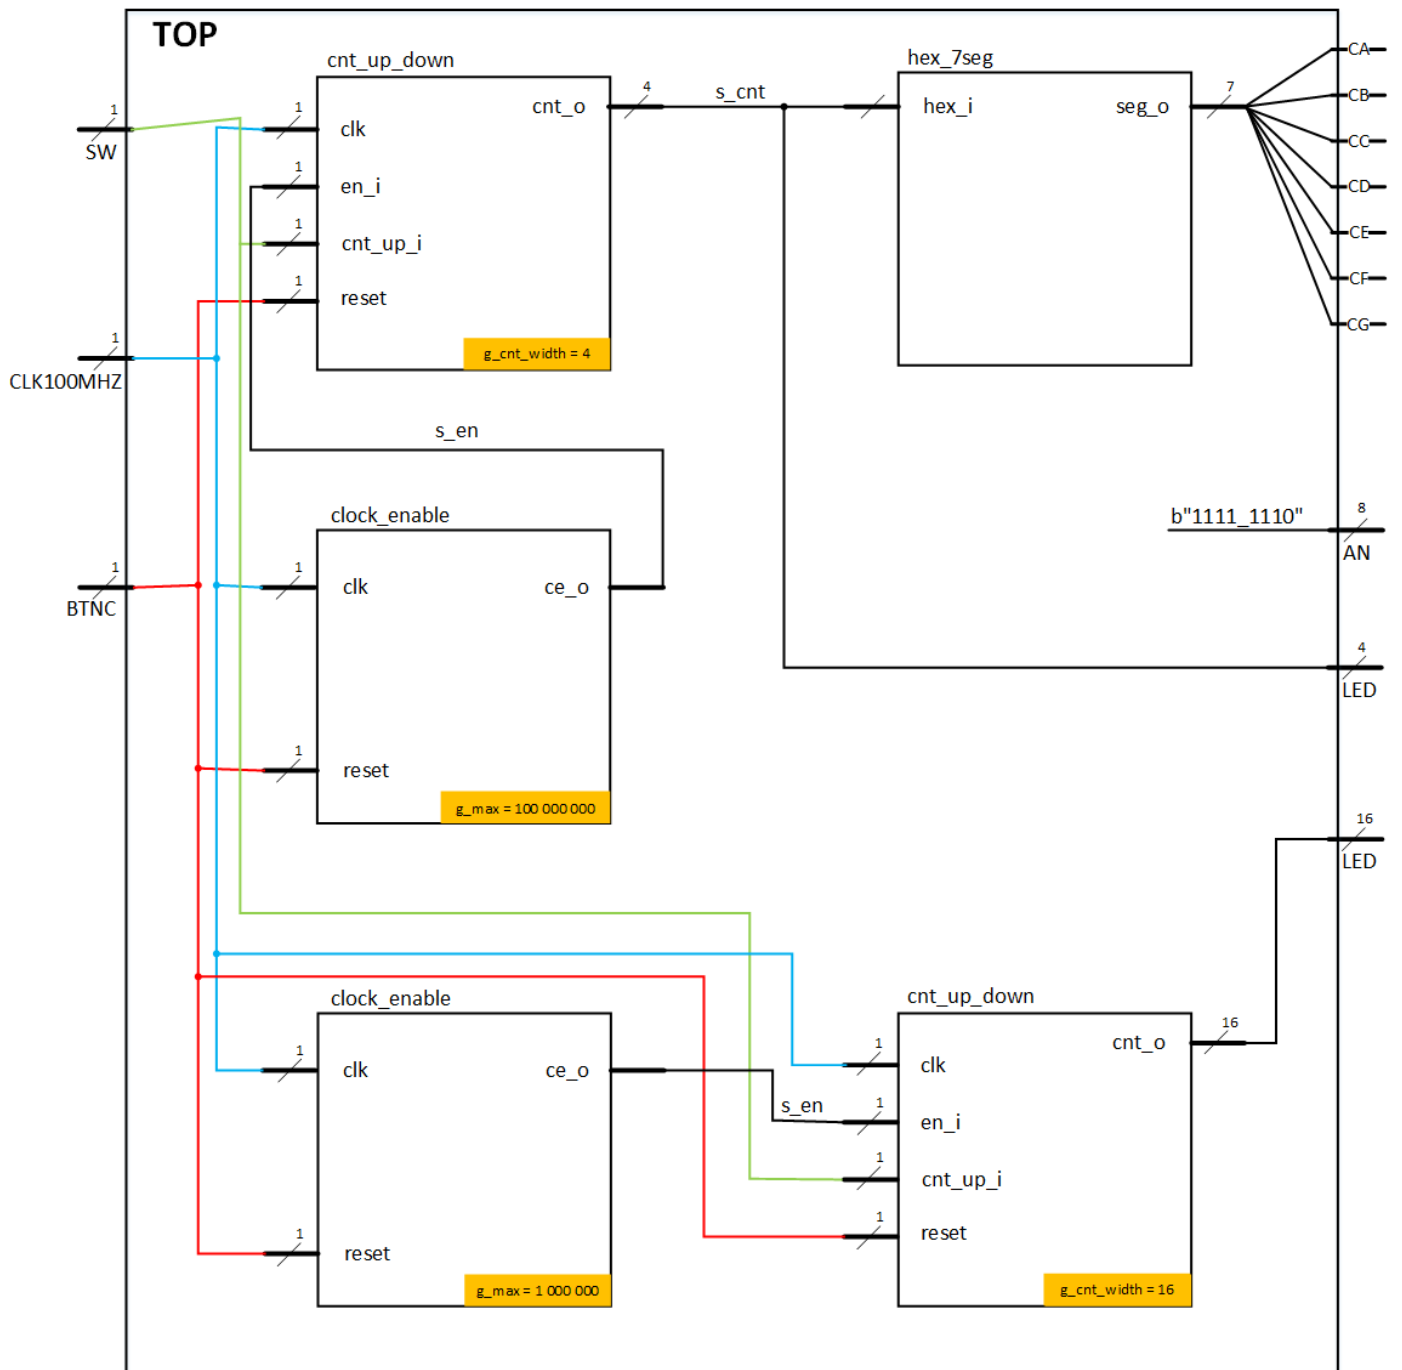 TOP
cnt_up_down
1
clk
1
en_i
1
cnt_up_i
1
reset
cnt_o
4
g_cnt_width = 4
s_cnt
hex_7seg
hex_i
seg_o
7
CA
CB
CC
CD
CE
CF
CG
1
SW
1
CLK100MHZ
1
BTNC
s_en
clock_enable
1
clk
ce_o
1
reset
g_max = 100 000 000
b"1111_1110"
8
AN
4
LED
16
LED
clock_enable
1
clk
ce_o
1
reset
g_max = 1 000 000
s_en
cnt_up_down
1
clk
1
en_i
1
cnt_up_i
1
reset
cnt_o
16
g_cnt_width = 16